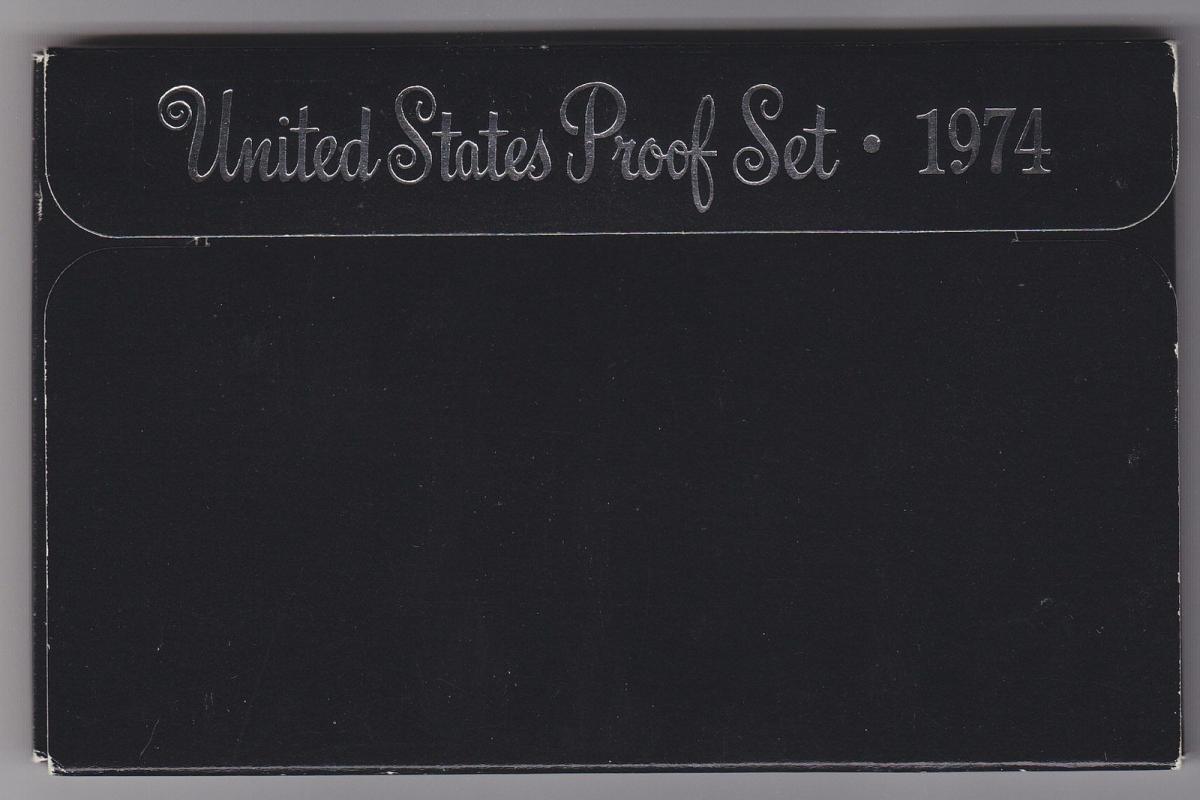 United States Proof Set • 1974